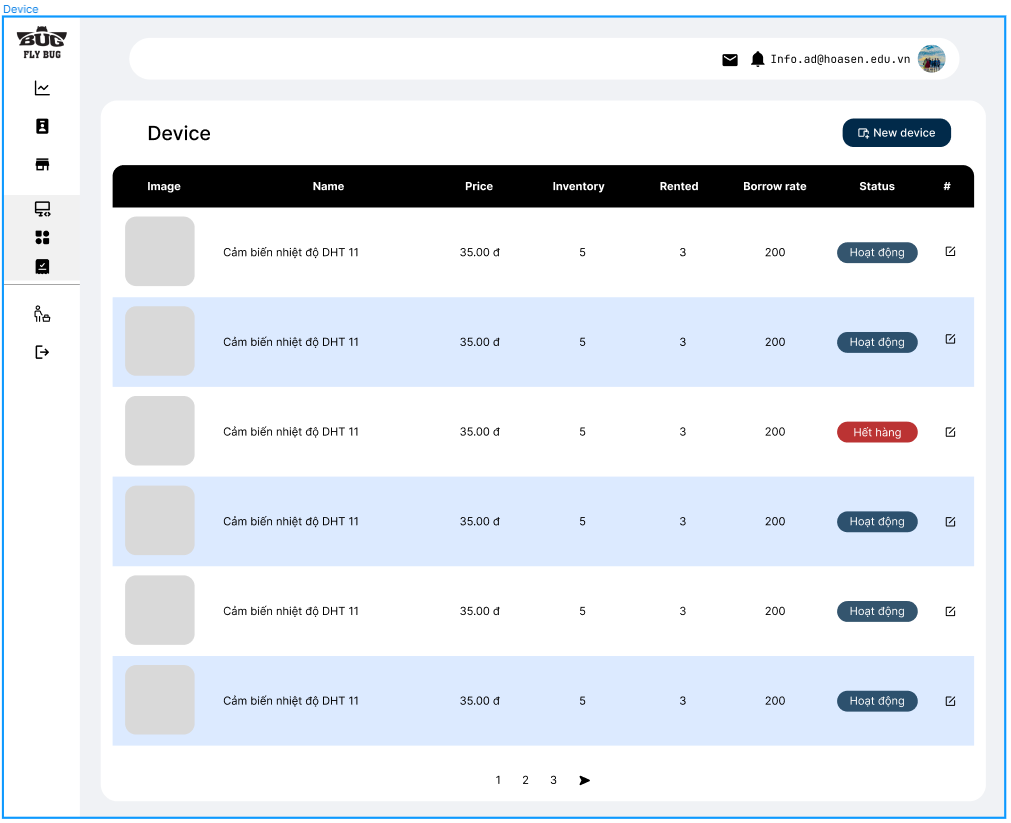 Device
BUG
FLY BUG
Info.ad@hoasen.edu.vn
Device
New device
Image Name Price Inventory Rented Borrow rate Status #
Cảm biến nhiệt độ DHT 11 35.00 đ 5 3 200 Hoạt động
Cảm biến nhiệt độ DHT 11 35.00 đ 5 3 200 Hoạt động
Cảm biến nhiệt độ DHT 11 35.00 đ 5 3 200 Hết hàng
Cảm biến nhiệt độ DHT 11 35.00 đ 5 3 200 Hoạt động
Cảm biến nhiệt độ DHT 11 35.00 đ 5 3 200 Hoạt động
Cảm biến nhiệt độ DHT 11 35.00 đ 5 3 200 Hoạt động
1 2 3